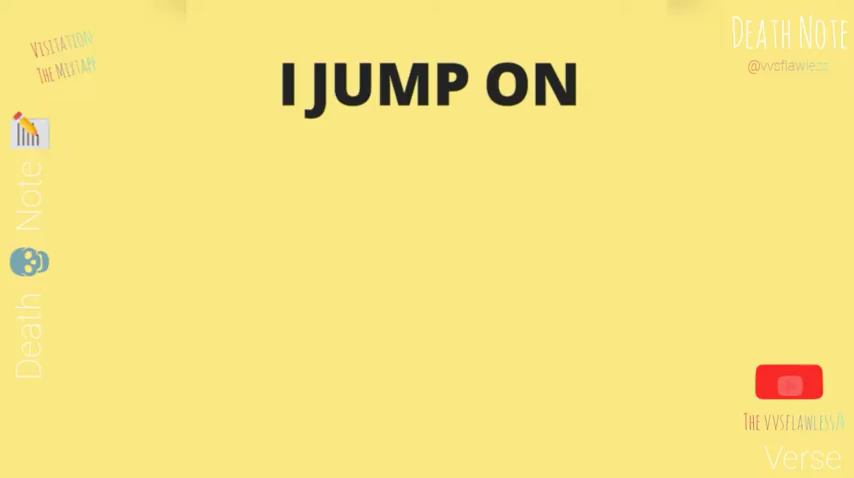 Visitation
The Mixtape
Death Note
@vvsflawless
I JUMP ON
Death Note
The vvsflawless
Verse